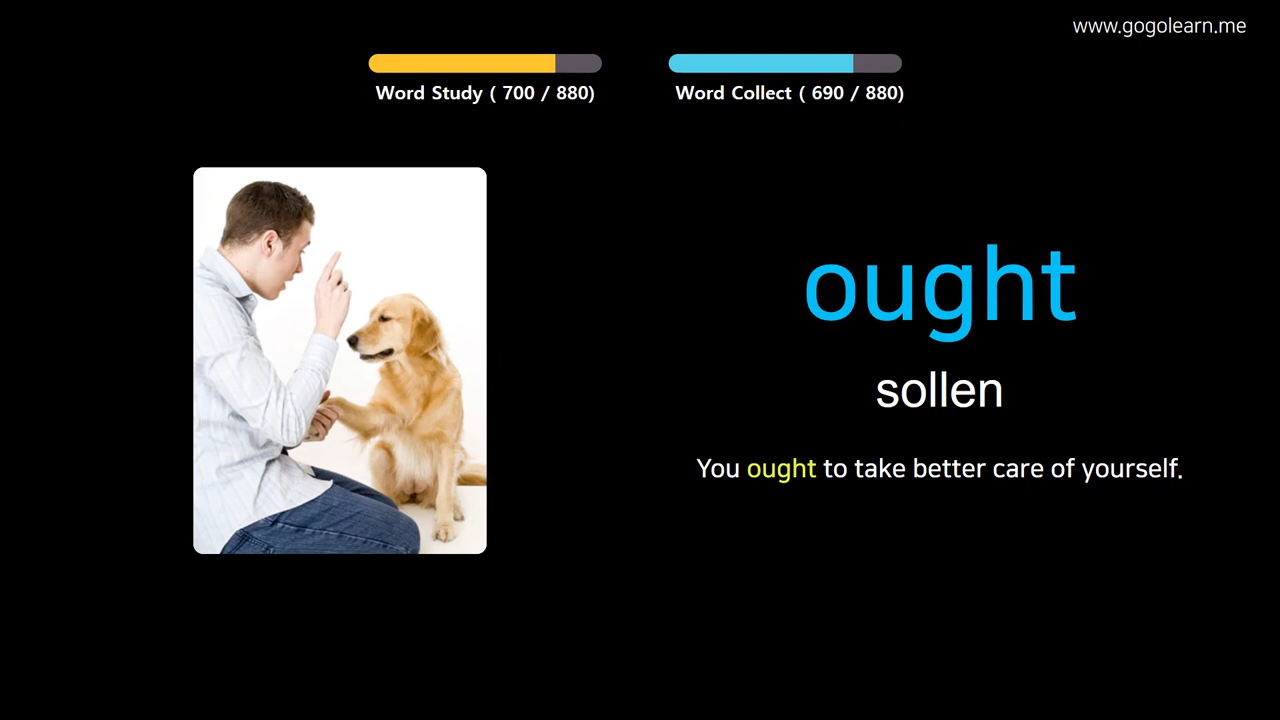 www.gogolearn.me
Word Study ( 700 / 880)
Word Collect ( 690 / 880)
ought
sollen
You ought to take better care of yourself.